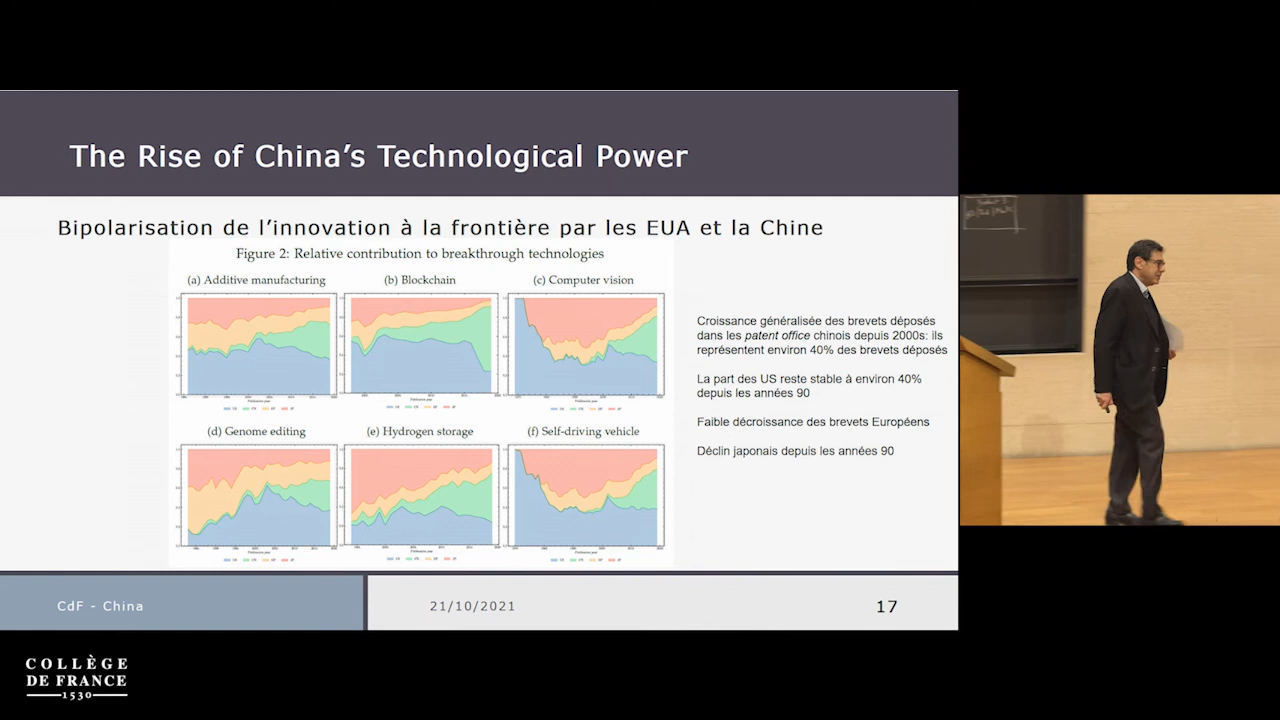 The Rise of China's Technological Power
Bipolarisation de l'innovation à la frontière par les EUA et la Chine
Figure 2: Relative contribution to breakthrough technologies
(a) Additive manufacturing
(b) Blockchain
(c) Computer vision
(d) Genome editing
(e) Hydrogen storage
(f) Self-driving vehicle
Croissance généralisée des brevets déposés
dans les patent office chinois depuis 2000s: ils
représentent environ 40% des brevets déposés
La part des US reste stable à environ 40%
depuis les années 90
Faible décroissance des brevets Européens
Déclin japonais depuis les années 90
CdF - China
21/10/2021
17
COLLÈGE
DE FRANCE
1530